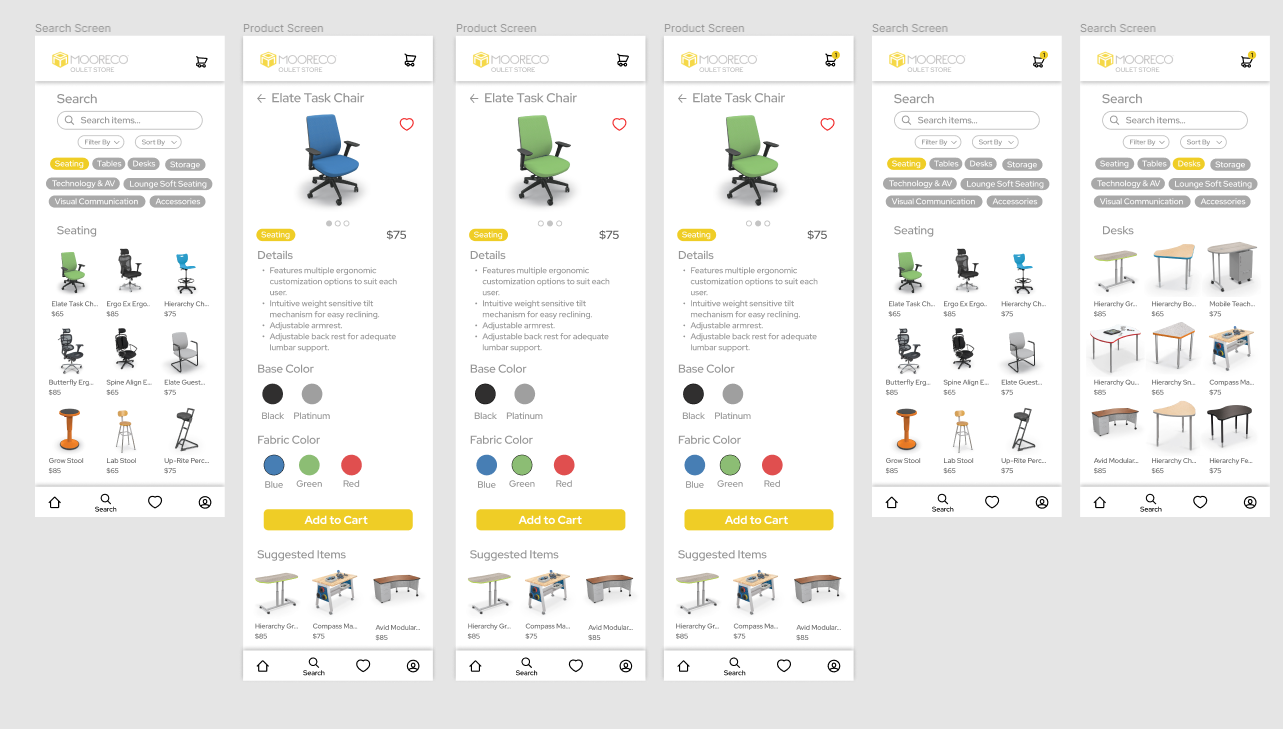 Search Screen
MOORECO
OULET STORE
Search
Search items...
Filter By
Sort By
Seating
Tables
Desks
Storage
Technology & AV
Lounge Soft Seating
Visual Communication
Accessories
Seating
Elate Task Ch...
Ergo Ex Ergo..
Hierarchy Ch...
$65
$85
$75
Butterfly Erg...
Spine Align E...
Elate Guest...
$85
$65
$75
Grow Stool
Lab Stool
Up-Rite Perc...
$85
$65
$75
Search
Product Screen
MOORECO
OULET STORE
Elate Task Chair
Seating
$75
Details
• Features multiple ergonomic
customization options to suit each
user.
• Intuitive weight sensitive tilt
mechanism for easy reclining.
• Adjustable armrest.
• Adjustable back rest for adequate
lumbar support.
Base Color
Black
Platinum
Fabric Color
Blue
Green
Red
Add to Cart
Suggested Items
Hierarchy Gr...
Compass Ma...
Avid Modular...
$85
$75
$85
Search
Product Screen
MOORECO
OULET STORE
Elate Task Chair
Seating
$75
Details
• Features multiple ergonomic
customization options to suit each
user.
• Intuitive weight sensitive tilt
mechanism for easy reclining.
• Adjustable armrest.
• Adjustable back rest for adequate
lumbar support.
Base Color
Black
Platinum
Fabric Color
Blue
Green
Red
Add to Cart
Suggested Items
Hierarchy Gr...
Compass Ma...
Avid Modular...
$85
$75
$85
Search
Product Screen
MOORECO
OULET STORE
1
Elate Task Chair
Seating
$75
Details
• Features multiple ergonomic
customization options to suit each
user.
• Intuitive weight sensitive tilt
mechanism for easy reclining.
• Adjustable armrest.
• Adjustable back rest for adequate
lumbar support.
Base Color
Black
Platinum
Fabric Color
Blue
Green
Red
Add to Cart
Suggested Items
Hierarchy Gr...
Compass Ma...
Avid Modular...
$85
$75
$85
Search
Search Screen
MOORECO
OULET STORE
1
Search
Search items...
Filter By
Sort By
Seating
Tables
Desks
Storage
Technology & AV
Lounge Soft Seating
Visual Communication
Accessories
Seating
Elate Task Ch...
Ergo Ex Ergo..
Hierarchy Ch...
$65
$85
$75
Butterfly Erg...
Spine Align E...
Elate Guest...
$85
$65
$75
Grow Stool
Lab Stool
Up-Rite Perc...
$85
$65
$75
Search
Search Screen
MOORECO
OULET STORE
1
Search
Search items...
Filter By
Sort By
Seating
Tables
Desks
Storage
Technology & AV
Lounge Soft Seating
Visual Communication
Accessories
Desks
Hierarchy Gr...
Hierarchy Bo...
Mobile Teach...
$85
$65
$75
Hierarchy Qu...
Hierarchy Sn...
Compass Ma...
$85
$65
$75
Avid Modular...
Hierarchy Ch...
Hierarchy Fe...
$85
$65
$75
Search